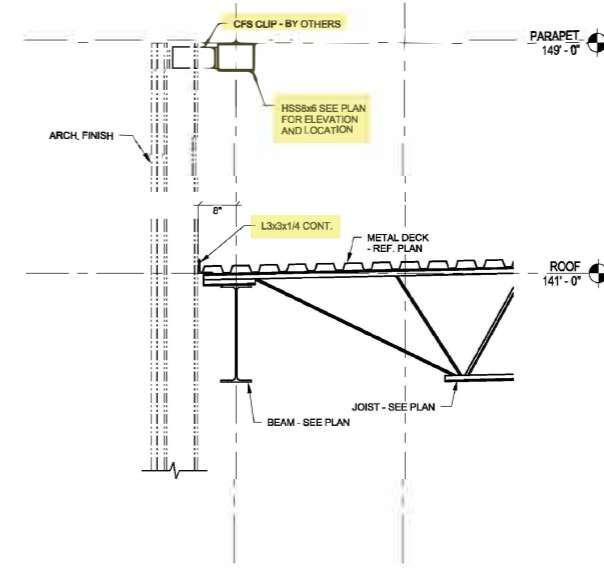 CFS CLIP - BY OTHERS
PARAPET
149' - 0"
HSS8x6 SEE PLAN
FOR ELEVATION
AND LOCATION
ARCH. FINISH
8"
L3x3x1/4 CONT.
METAL DECK
- REF. PLAN
ROOF
141' - 0"
JOIST - SEE PLAN
BEAM - SEE PLAN